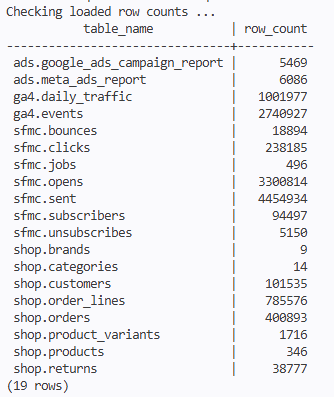 Checking loaded row counts ...
table_name | row_count
--------------------------------+-----------
ads.google_ads_campaign_report | 5469
ads.meta_ads_report | 6086
ga4.daily_traffic | 1001977
ga4.events | 2740927
sfmc.bounces | 18894
sfmc.clicks | 238185
sfmc.jobs | 496
sfmc.opens | 3300814
sfmc.sent | 4454934
sfmc.subscribers | 94497
sfmc.unsubscribes | 5150
shop.brands | 9
shop.categories | 14
shop.customers | 101535
shop.order_lines | 785576
shop.orders | 400893
shop.product_variants | 1716
shop.products | 346
shop.returns | 38777
(19 rows)